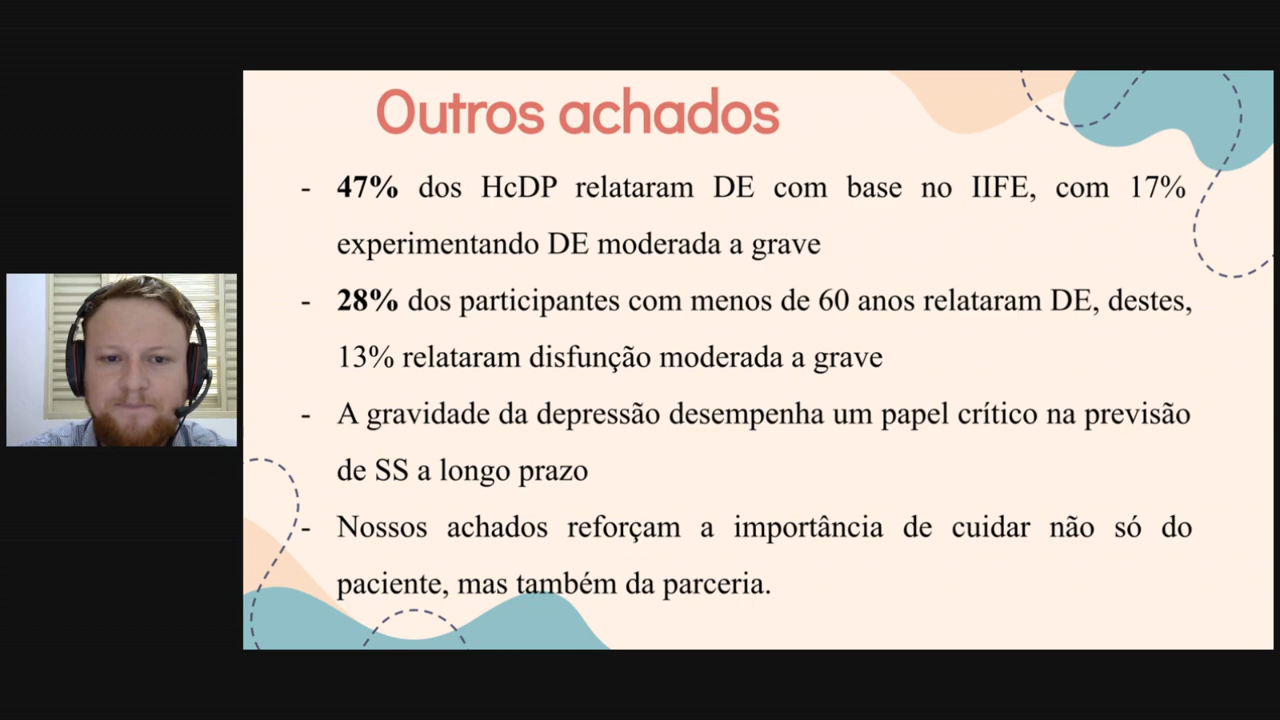 Outros achados
- 47% dos HcDP relataram DE com base no IIFE, com 17%
experimentando DE moderada a grave
- 28% dos participantes com menos de 60 anos relataram DE, destes,
13% relataram disfunção moderada a grave
- A gravidade da depressão desempenha um papel crítico na previsão
de SS a longo prazo
- Nossos achados reforçam a importância de cuidar não só do
paciente, mas também da parceria.